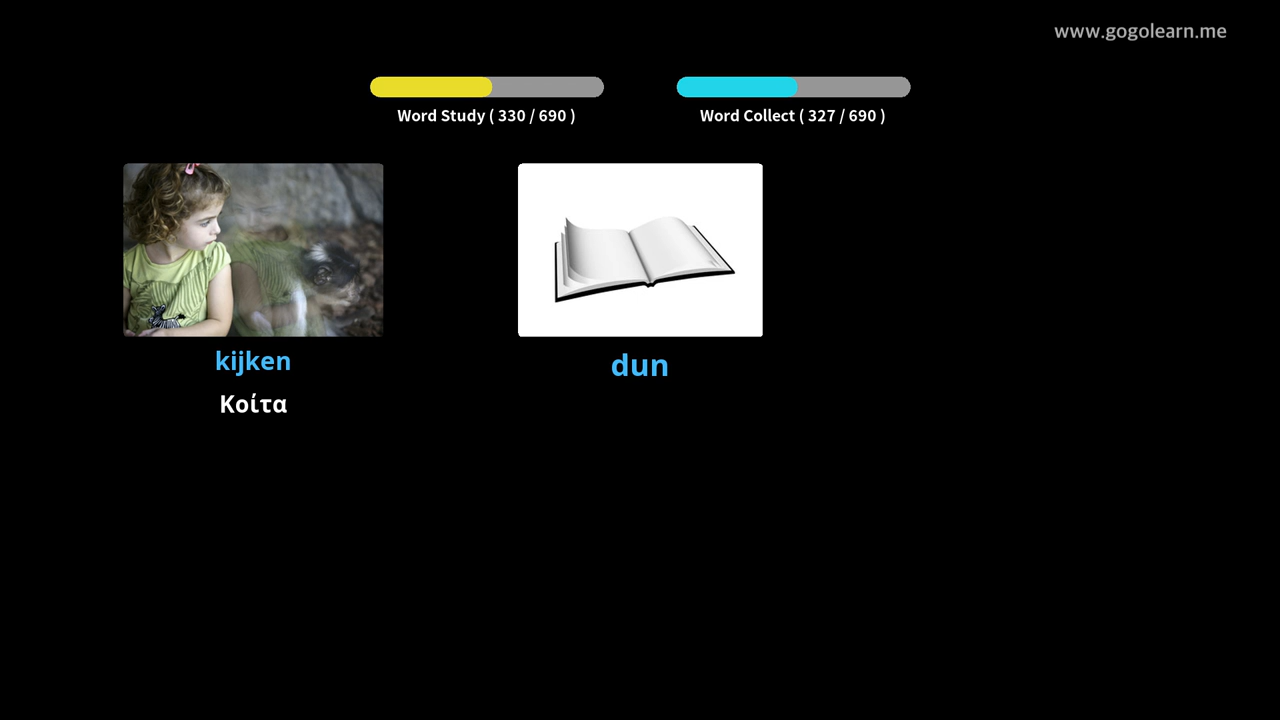 www.gogolearn.me
Word Study ( 330 / 690 )
Word Collect ( 327 / 690 )
kijken
Κοίτα
dun